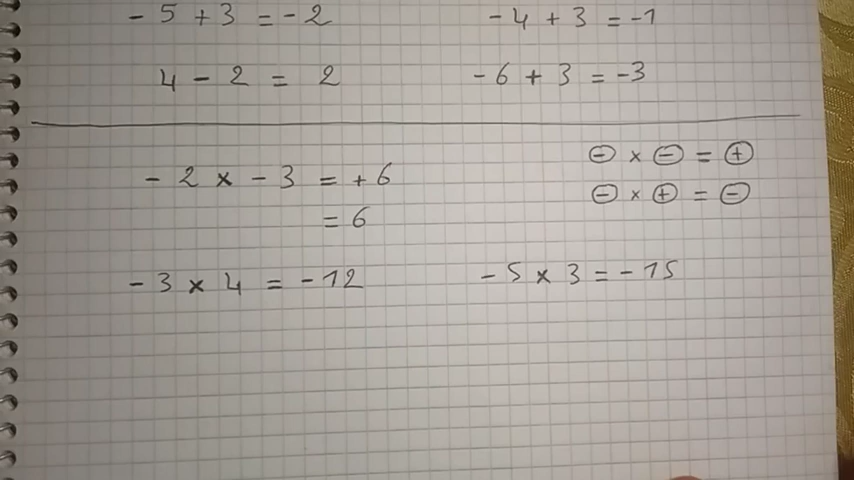 - 5 + 3 = - 2 - 4 + 3 = -1
4 - 2 = 2 - 6 + 3 = -3
- 2 × - 3 = + 6 ⊖ × ⊖ = ⊕
= 6 ⊖ × ⊕ = ⊖
- 3 × 4 = - 12 - 5 × 3 = - 15